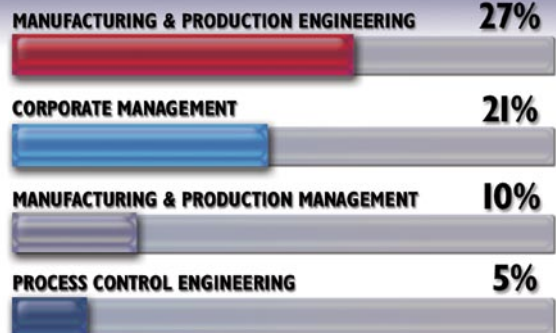 MANUFACTURING & PRODUCTION ENGINEERING 27%
CORPORATE MANAGEMENT 21%
MANUFACTURING & PRODUCTION MANAGEMENT 10%
PROCESS CONTROL ENGINEERING 5%